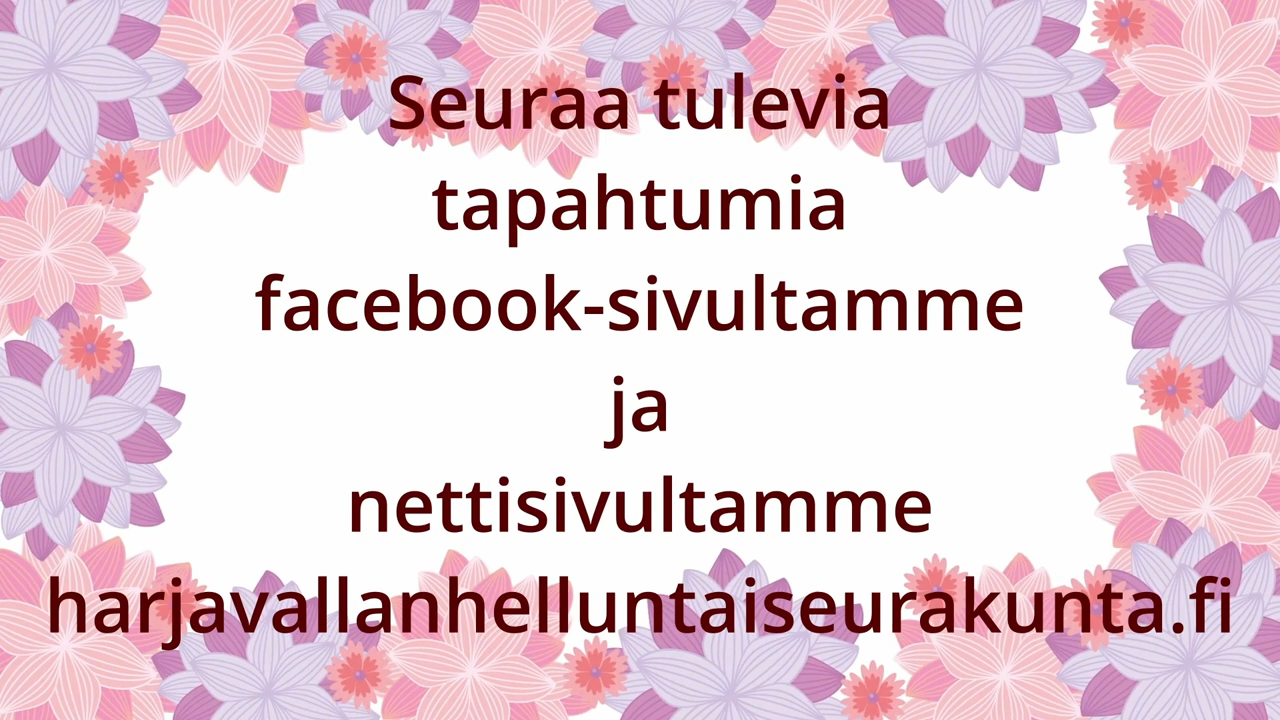 Seuraa tulevia
tapahtumia
facebook-sivultamme
ja
nettisivultamme
harjavallanhelluntaiseurakunta.fi